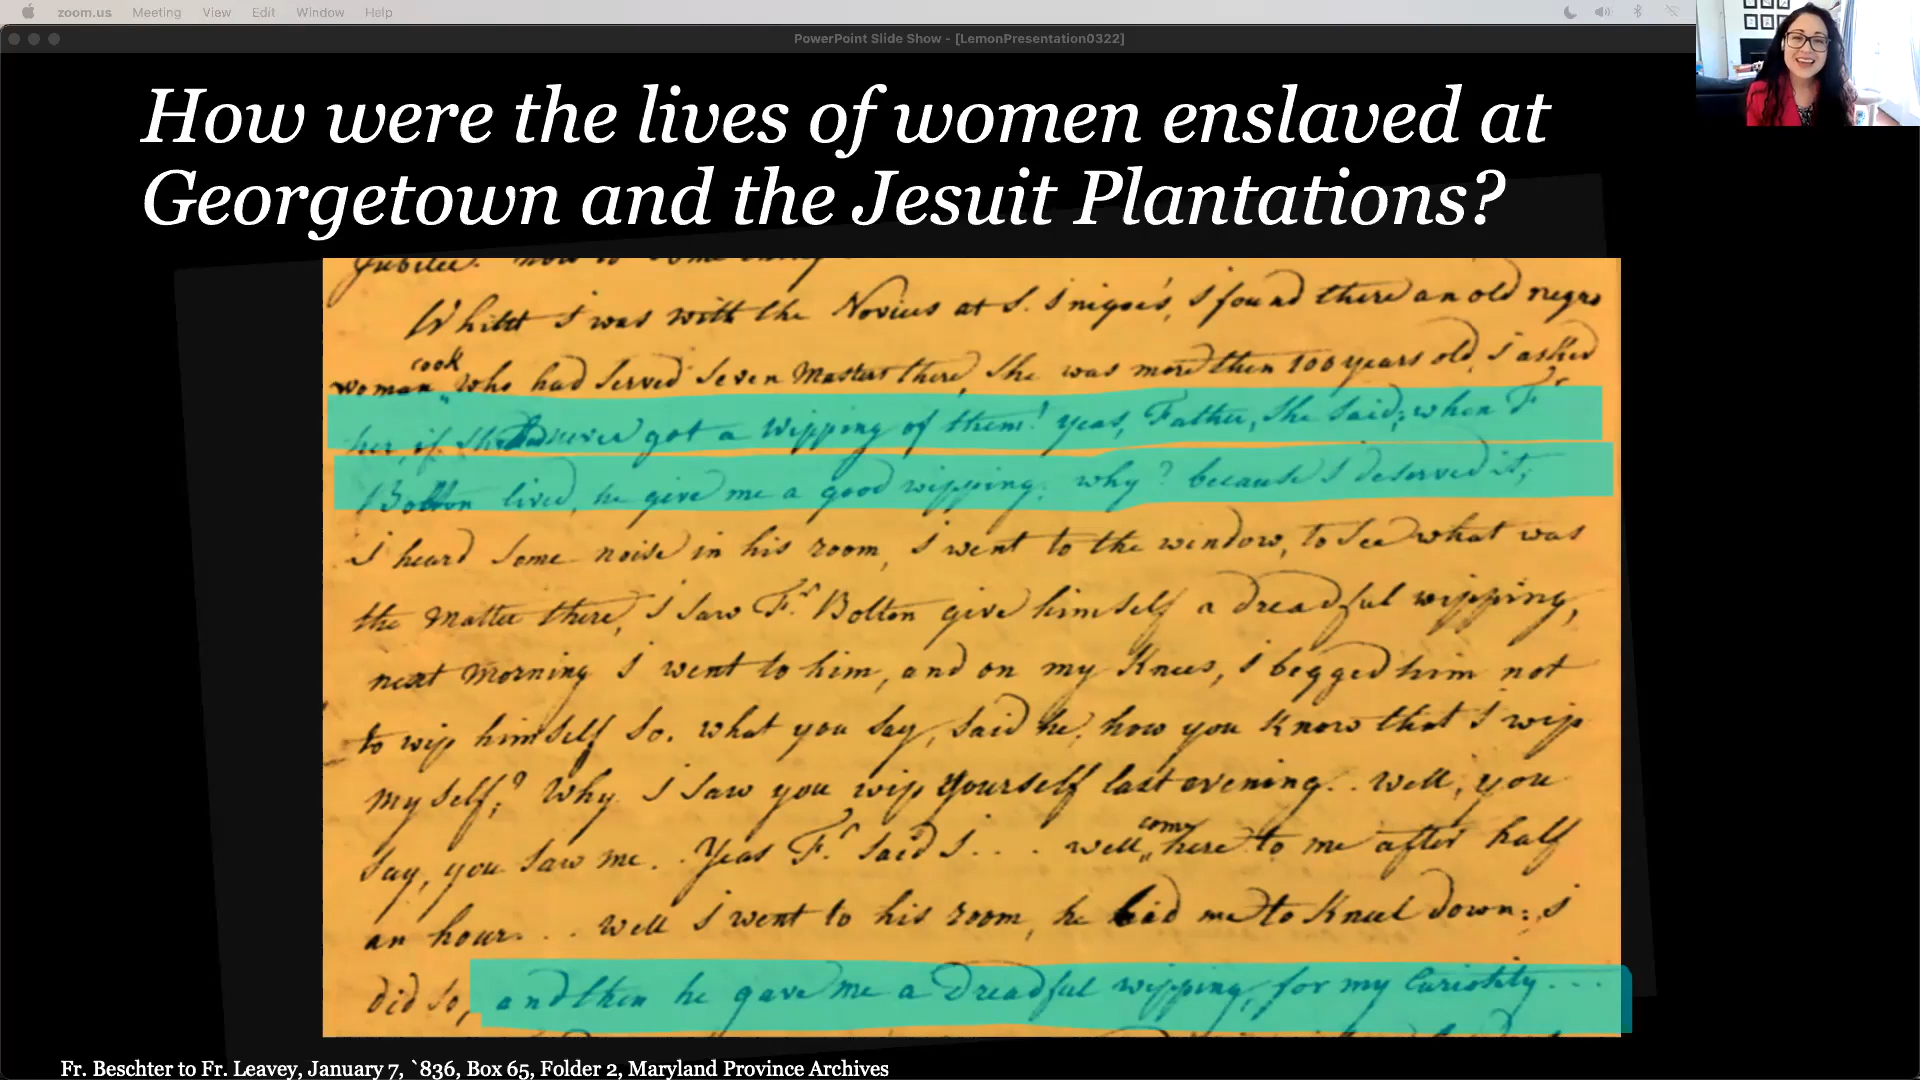 zoom.us Meeting View Edit Window Help
PowerPoint Slide Show - [LemonPresentation0322]
How were the lives of women enslaved at
Georgetown and the Jesuit Plantations?
Jubilee.
Whilst I was with the Novices at S. Inigoe's, I found there an old negro
cook
woman, who had served seven Masters there, she was more then 100 years old, I asked
her, if she had never got a wipping of them? yeas, Father, she said; when Fr
Bolton lived, he give me a good wipping. why? because I deserved it;
I heard some noise in his room, I went to the window, to see what was
the matter there, I saw Fr. Bolton give himself a dreadful wipping,
next morning I went to him, and on my Knees, I begged him not
to wip himself so. what you say, said he, how you know that I wip
my self;? Why. I saw you wip yourself last evening. . well, you
say, you saw me. . Yeas Fr. said I. . . well
come
here to me after half
an hour. . . well I went to his room, he bid me to Kneel down: I
did so, and then he gave me a dreadful wipping, for my Curiosity. . .
Fr. Beschter to Fr. Leavey, January 7, `836, Box 65, Folder 2, Maryland Province Archives